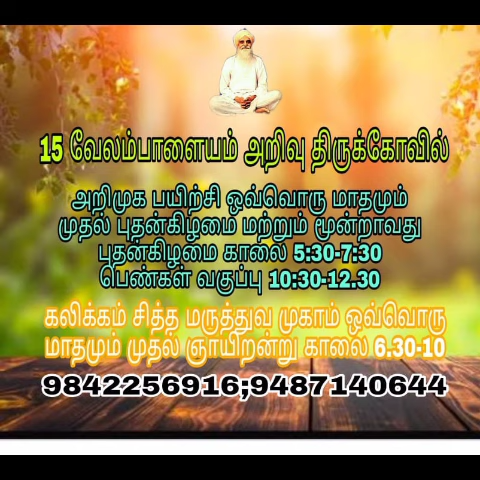 15 வேலம்பாளையம் அறிவு திருக்கோவில்
அறிமுக பயிற்சி ஒவ்வொரு மாதமும்
முதல் புதன்கிழமை மற்றும் மூன்றாவது
புதன்கிழமை காலை 5:30-7:30
பெண்கள் வகுப்பு 10:30-12.30
கலிக்கம் சித்த மருத்துவ முகாம் ஒவ்வொரு
மாதமும் முதல் ஞாயிறன்று காலை 6.30-10
9842256916;9487140644